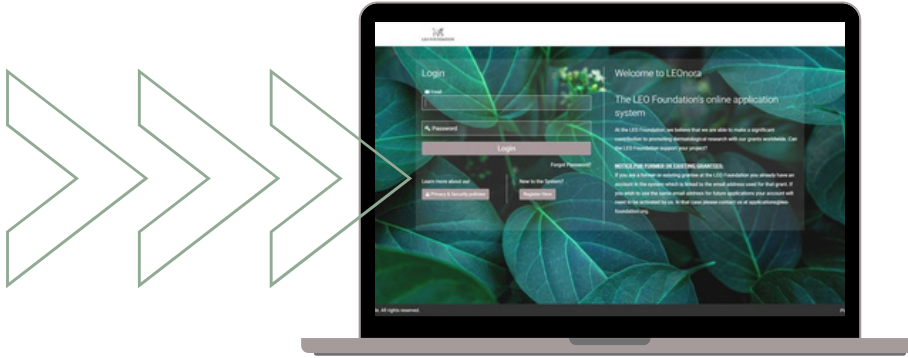 LEO FOUNDATION
Login
Email
Password
Login
Forgot Password?
Learn more about our
Privacy & Security policies
New to the System?
Register Now
Welcome to LEOnora
The LEO Foundation's online application
system
At the LEO Foundation, we believe that we are able to make a significant
contribution to promoting dermatological research with our grants worldwide. Can
the LEO Foundation support your project?
NOTICE FOR FORMER OR EXISTING GRANTEES:
If you are a former or existing grantee at the LEO Foundation you already have an
account in the system which is linked to the email address used for that grant. If
you wish to use the same email address for future applications your account will
need to be activated by us. In that case please contact us at applications@leo-
foundation.org.
All rights reserved.